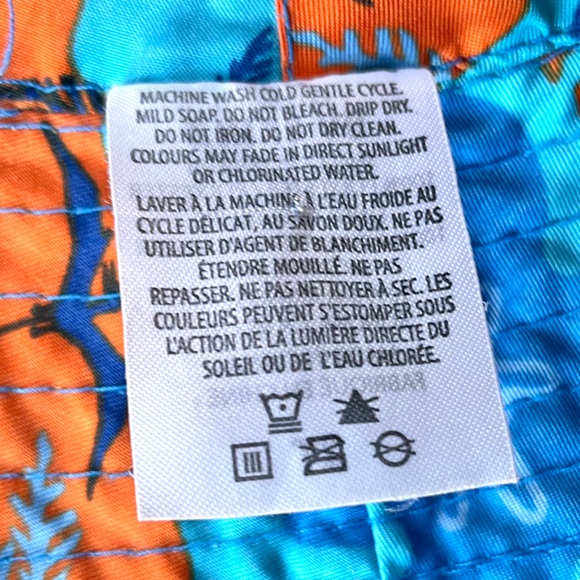 MACHINE WASH COLD GENTLE CYCLE.
MILD SOAP. DO NOT BLEACH. DRIP DRY.
DO NOT IRON. DO NOT DRY CLEAN.
COLOURS MAY FADE IN DIRECT SUNLIGHT
OR CHLORINATED WATER.
LAVER À LA MACHINE À L'EAU FROIDE AU
CYCLE DÉLICAT, AU SAVON DOUX. NE PAS
UTILISER D'AGENT DE BLANCHIMENT.
ÉTENDRE MOUILLÉ. NE PAS
REPASSER. NE PAS NETTOYER À SEC. LES
COULEURS PEUVENT S'ESTOMPER SOUS
L'ACTION DE LA LUMIÈRE DIRECTE DU
SOLEIL OU DE L'EAU CHLORÉE.